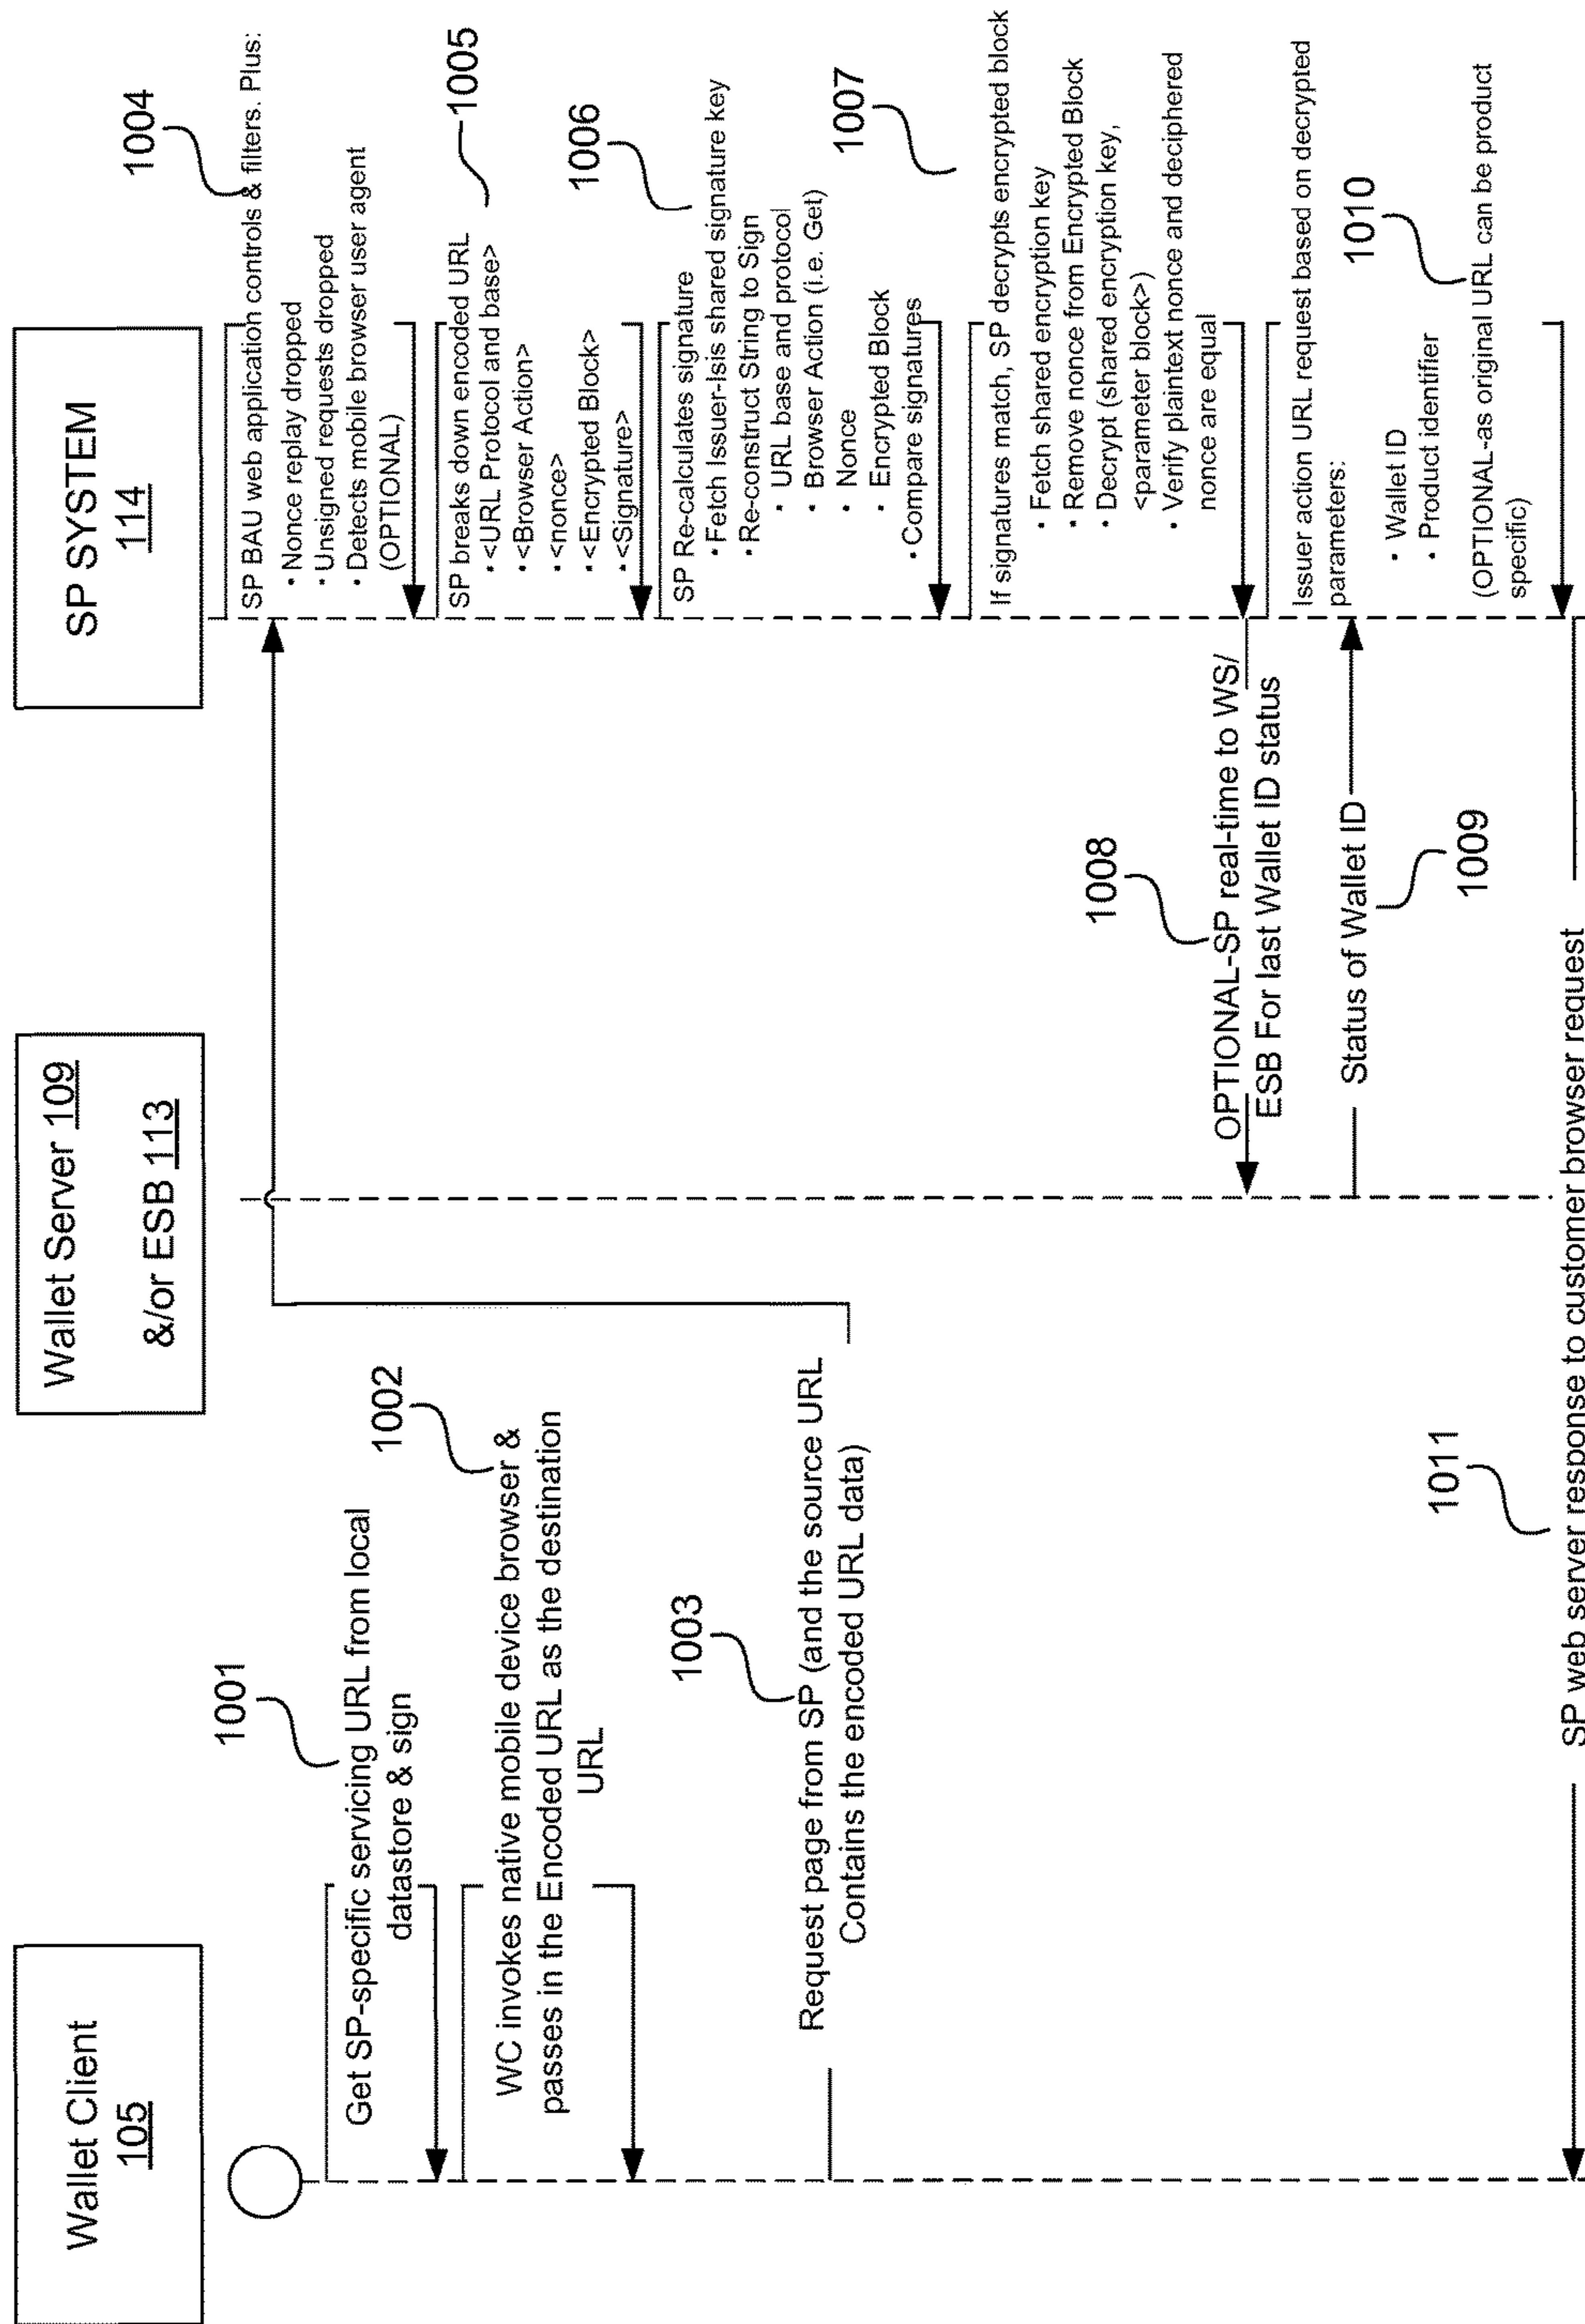 Wallet Client
105
Wallet Server 109
&/or ESB 113
SP SYSTEM
114
1001
Get SP-specific servicing URL from local
datastore & sign
1002
WC invokes native mobile device browser &
passes in the Encoded URL as the destination
URL
1003
Request page from SP (and the source URL
Contains the encoded URL data)
1004
SP BAU web application controls & filters. Plus:
• Nonce replay dropped
• Unsigned requests dropped
• Detects mobile browser user agent
(OPTIONAL)
1005
SP breaks down encoded URL
• <URL Protocol and base>
• <Browser Action>
• <nonce>
• <Encrypted Block>
• <Signature>
1006
SP Re-calculates signature
• Fetch Issuer-Isis shared signature key
• Re-construct String to Sign
• URL base and protocol
• Browser Action (i.e. Get)
• Nonce
• Encrypted Block
• Compare signatures
1007
If signatures match, SP decrypts encrypted block
• Fetch shared encryption key
• Remove nonce from Encrypted Block
• Decrypt (shared encryption key,
<parameter block>)
• Verify plaintext nonce and deciphered
nonce are equal
1008
OPTIONAL-SP real-time to WS/
ESB For last Wallet ID status
Status of Wallet ID
1009
Issuer action URL request based on decrypted
parameters:
1010
• Wallet ID
• Product identifier
(OPTIONAL-as original URL can be product
specific)
1011
SP web server response to customer browser request